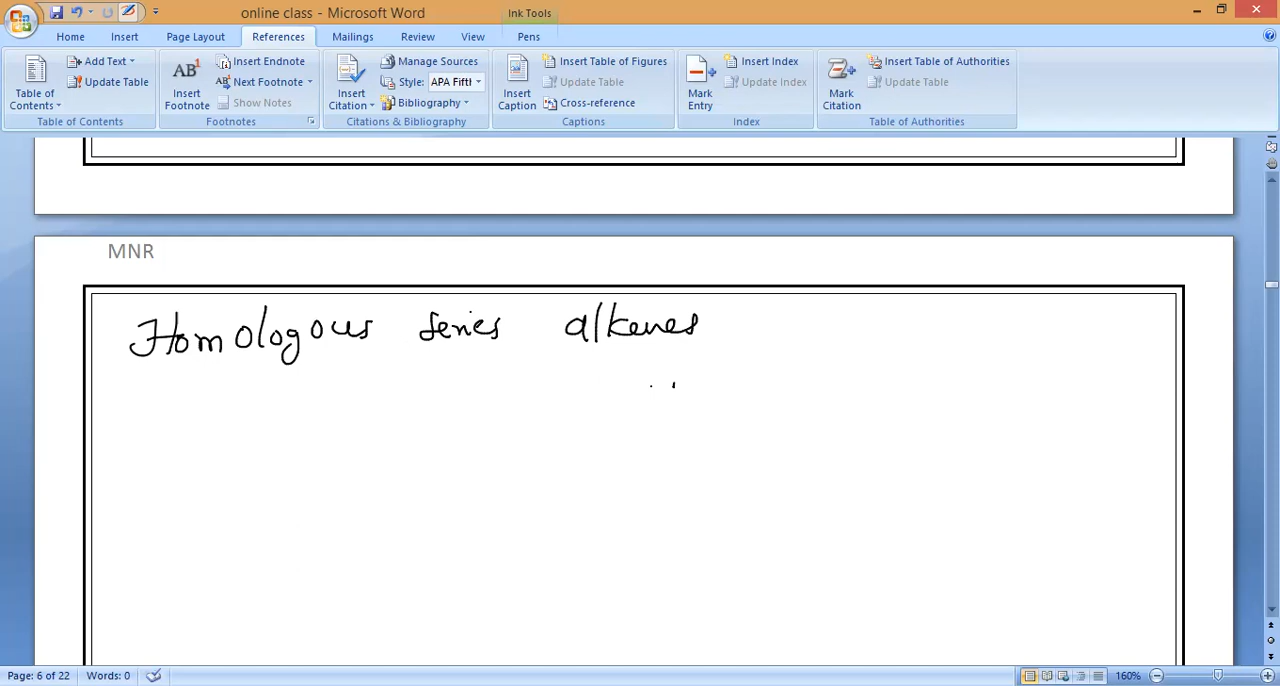 online class - Microsoft Word
Ink Tools
Home Insert Page Layout References Mailings Review View Pens
Table of Contents
Add Text
Update Table
Table of Contents
AB1 Insert Footnote
Insert Endnote
Next Footnote
Show Notes
Footnotes
Insert Citation
Manage Sources
Style: APA Fifth
Bibliography
Citations & Bibliography
Insert Caption
Insert Table of Figures
Update Table
Cross-reference
Captions
Mark Entry
Insert Index
Update Index
Index
Mark Citation
Insert Table of Authorities
Update Table
Table of Authorities
MNR
Homologous series alkenes
Page: 6 of 22 Words: 0 160%